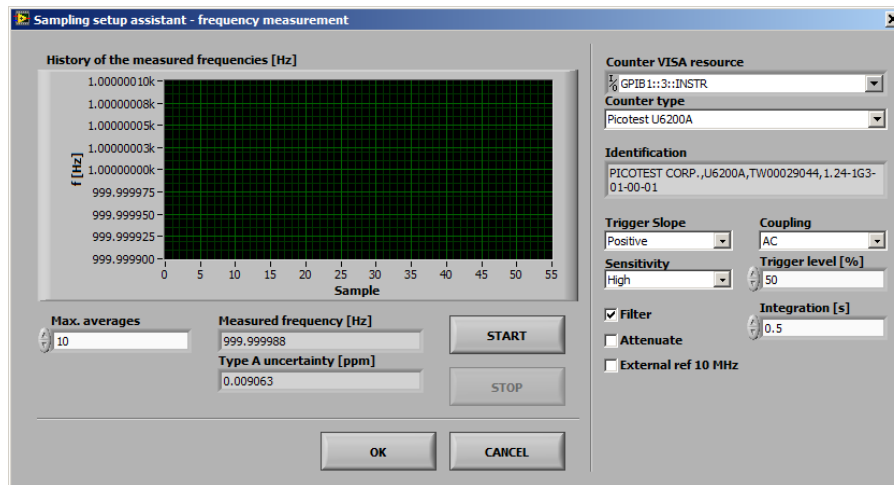 Sampling setup assistant - frequency measurement
History of the measured frequencies [Hz]
1.00000010k
1.00000008k
1.00000005k
1.00000003k
1.00000000k
999.999975
999.999950
999.999925
999.999900
f [Hz]
0 5 10 15 20 25 30 35 40 45 50 55
Sample
Max. averages
10
Measured frequency [Hz]
999.999988
Type A uncertainty [ppm]
0.009063
START
STOP
OK
CANCEL
Counter VISA resource
I/O GPIB1::3::INSTR
Counter type
Picotest U6200A
Identification
PICOTEST CORP.,U6200A,TW00029044,1.24-1G3-
01-00-01
Trigger Slope
Positive
Coupling
AC
Sensitivity
High
Trigger level [%]
50
Filter
Attenuate
External ref 10 MHz
Integration [s]
0.5